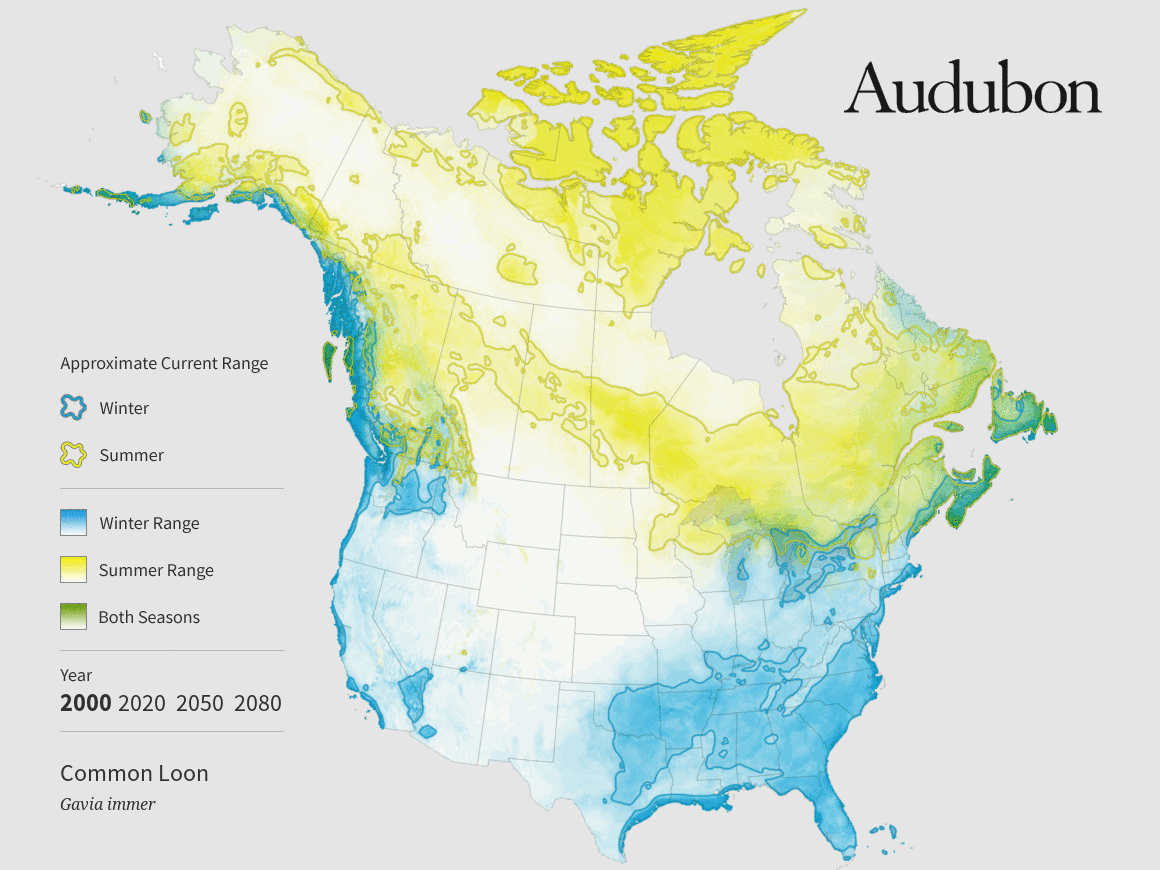 Audubon
Approximate Current Range
Winter
Summer
Winter Range
Summer Range
Both Seasons
Year
2000 2020 2050 2080
Common Loon
Gavia immer